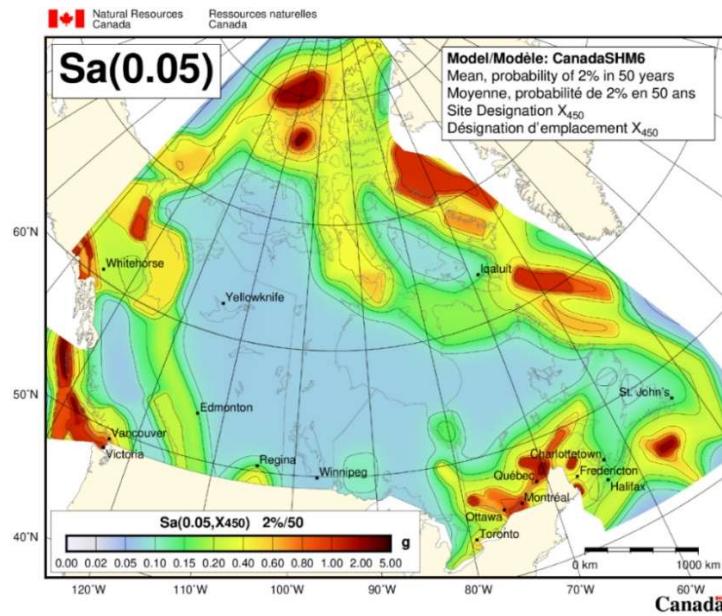 Natural Resources Ressources naturelles
Canada Canada
Sa(0.05)
Model/Modèle: CanadaSHM6
Mean, probability of 2% in 50 years
Moyenne, probabilité de 2% en 50 ans
Site Designation X450
Désignation d'emplacement X450
60°N
50°N
40°N
Whitehorse
Yellowknife
Iqaluit
Edmonton
St. John's
Vancouver
Victoria
Regina
Winnipeg
Charlottetown
Québec
Fredericton
Montréal
Halifax
Ottawa
Toronto
Sa(0.05,X450) 2%/50
g
0.00 0.02 0.05 0.10 0.15 0.20 0.40 0.60 0.80 1.00 2.00 5.00
0 km 1000 km
120°W 110°W 100°W 90°W 80°W 70°W 60°W
Canada